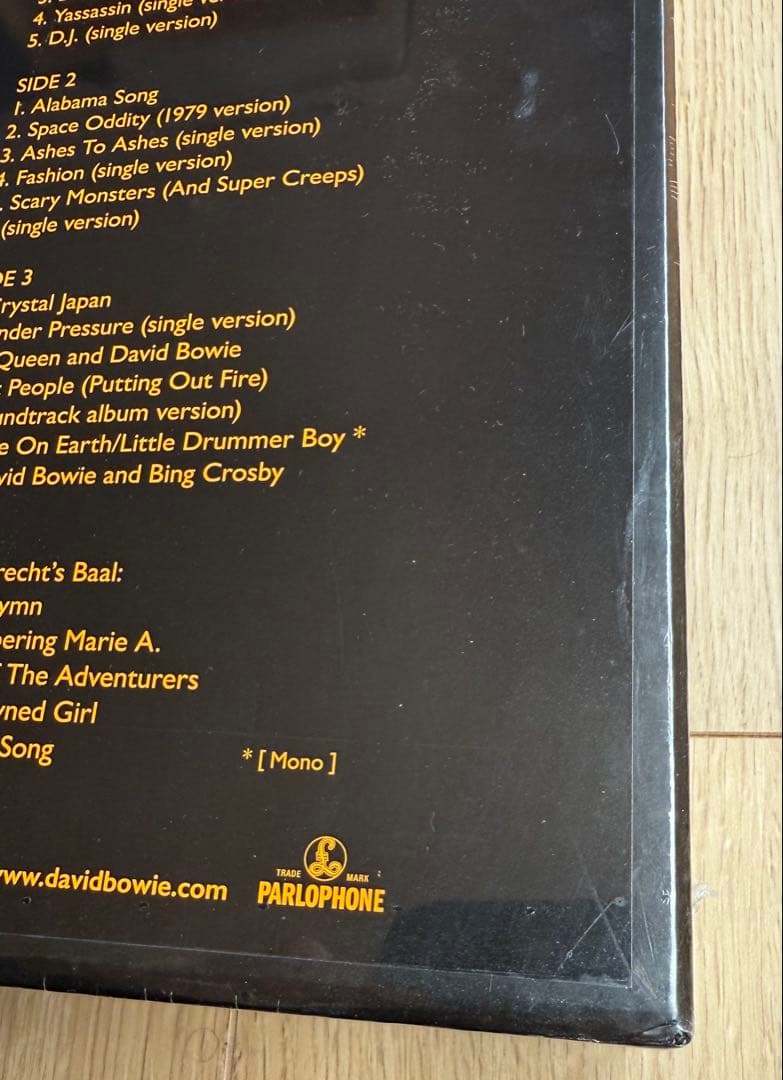 4. Yassassin (single
5. D.J. (single version)
SIDE 2
1. Alabama Song
2. Space Oddity (1979 version)
3. Ashes To Ashes (single version)
4. Fashion (single version)
. Scary Monsters (And Super Creeps)
(single version)
DE 3
rystal Japan
nder Pressure (single version)
Queen and David Bowie
People (Putting Out Fire)
undtrack album version)
e On Earth/Little Drummer Boy *
vid Bowie and Bing Crosby
recht's Baal:
ymn
ering Marie A.
The Adventurers
wned Girl
Song
* [ Mono ]
www.davidbowie.com
TRADE MARK
PARLOPHONE